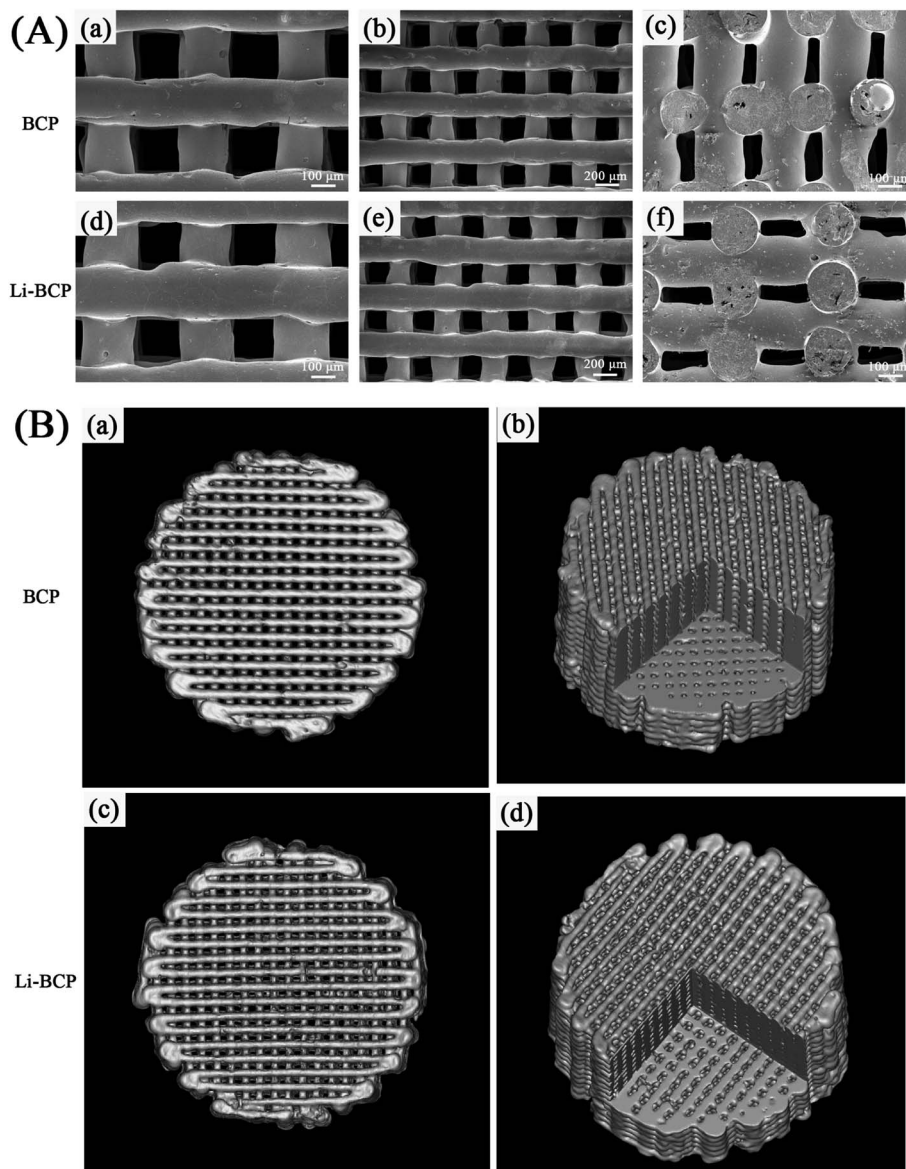 (A)
(a)
(b)
(c)
BCP
100 µm
200 µm
100 µm
(d)
(e)
(f)
Li-BCP
100 µm
200 µm
100 µm
(B)
(a)
(b)
BCP
(c)
(d)
Li-BCP